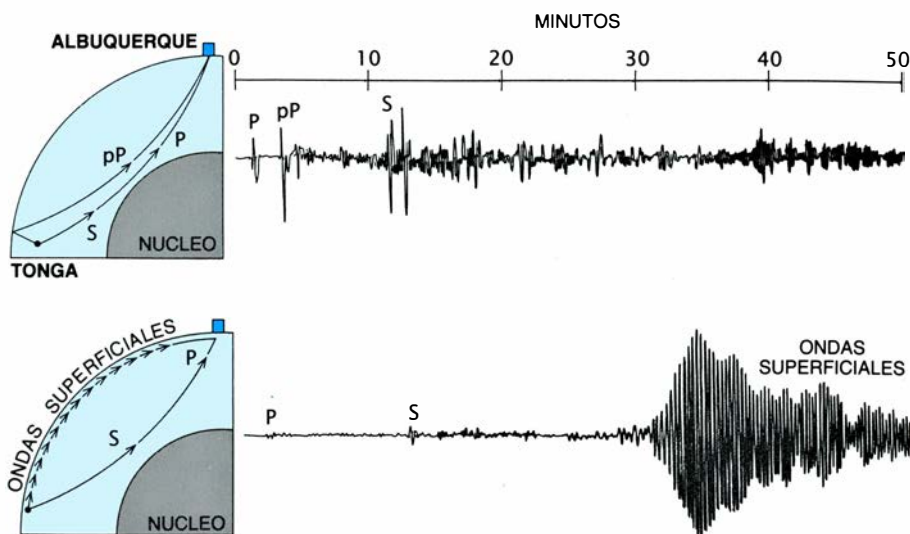 MINUTOS
ALBUQUERQUE
0 10 20 30 40 50
P pP S
pP P
S
NUCLEO
TONGA
ONDAS SUPERFICIALES
P
S
NUCLEO
P S
ONDAS
SUPERFICIALES